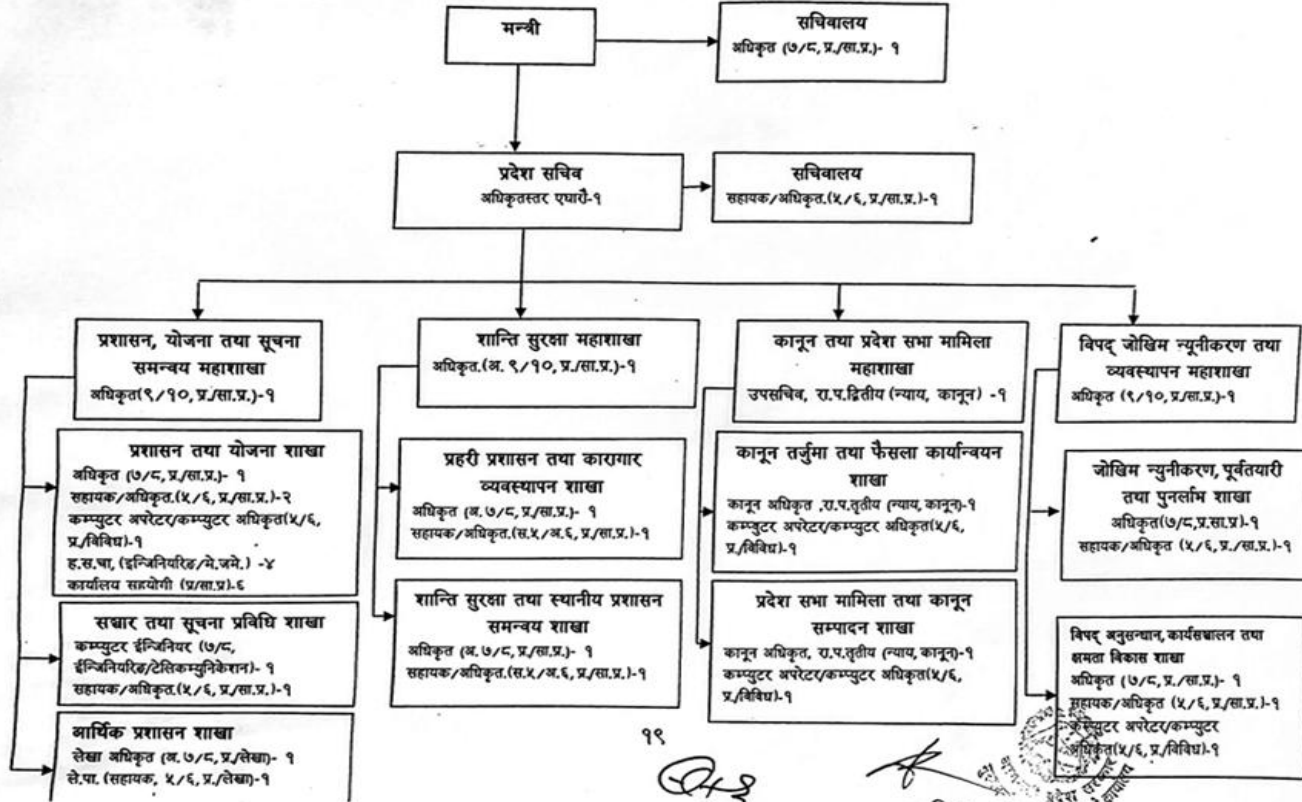 मन्त्री
सचिवालय
अधिकृत (७/८, प्र./सा.प्र.)- १
प्रदेश सचिव
अधिकृतस्तर एघारौं-१
सचिवालय
सहायक/अधिकृत.(५/६, प्र./सा.प्र.)-१
प्रशासन, योजना तथा सूचना
समन्वय महाशाखा
अधिकृत(९/१०, प्र./सा.प्र.)-१
प्रशासन तथा योजना शाखा
अधिकृत (७/८, प्र./सा.प्र.)- १
सहायक/अधिकृत.(५/६, प्र./सा.प्र.)-२
कम्प्युटर अपरेटर/कम्प्युटर अधिकृत(५/६,
प्र./विविध)-१
ह.स.चा. (इन्जिनियरिङ/मे.जमे.) -४
कार्यालय सहयोगी (प्र/सा.प्र)-६
सञ्चार तथा सूचना प्रविधि शाखा
कम्प्युटर ईन्जिनियर (७/८,
ईन्जिनियरिङ/टेलिकम्युनिकेशन)- १
सहायक/अधिकृत.(५/६, प्र./सा.प्र.)-१
आर्थिक प्रशासन शाखा
लेखा अधिकृत (अ. ७/८, प्र./लेखा)- १
ले.पा. (सहायक, ५/६, प्र./लेखा)-१
शान्ति सुरक्षा महाशाखा
अधिकृत.(अ. ९/१०, प्र./सा.प्र.)-१
प्रहरी प्रशासन तथा कारागार
व्यवस्थापन शाखा
अधिकृत (अ. ७/८, प्र./सा.प्र.)- १
सहायक/अधिकृत.(स.५/अ.६, प्र./सा.प्र.)-१
शान्ति सुरक्षा तथा स्थानीय प्रशासन
समन्वय शाखा
अधिकृत (अ. ७/८, प्र./सा.प्र.)- १
सहायक/अधिकृत.(स.५/अ.६, प्र./सा.प्र.)-१
कानून तथा प्रदेश सभा मामिला
महाशाखा
उपसचिव, रा.प.द्वितीय (न्याय, कानून) -१
कानून तर्जुमा तथा फैसला कार्यान्वयन
शाखा
कानून अधिकृत ,रा.प.तृतीय (न्याय, कानून)-१
कम्प्युटर अपरेटर/कम्प्युटर अधिकृत(५/६,
प्र./विविध)-१
प्रदेश सभा मामिला तथा कानून
सम्पादन शाखा
कानून अधिकृत, रा.प.तृतीय (न्याय, कानून)-१
कम्प्युटर अपरेटर/कम्प्युटर अधिकृत(५/६,
प्र./विविध)-१
विपद् जोखिम न्यूनीकरण तथा
व्यवस्थापन महाशाखा
अधिकृत (९/१०, प्र./सा.प्र.)-१
जोखिम न्युनीकरण, पूर्वतयारी
तथा पुनर्लाभ शाखा
अधिकृत(७/८,प्र.सा.प्र)-१
सहायक/अधिकृत (५/६, प्र./सा.प्र.)-१
विपद् अनुसन्धान, कार्यसञ्चालन तथा
क्षमता विकास शाखा
अधिकृत (७/८, प्र./सा.प्र.)- १
सहायक/अधिकृत (५/६, प्र./सा.प्र.)-१
कम्प्युटर अपरेटर/कम्प्युटर
अधिकृत(५/६, प्र./विविध)-१
१९